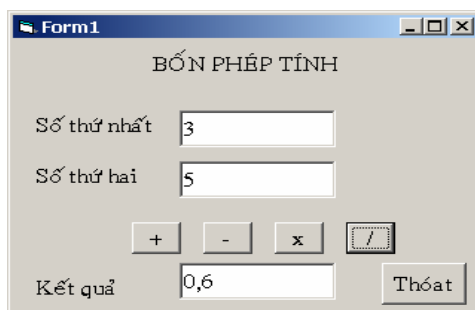 Form1
BỐN PHÉP TÍNH
Số thứ nhất 3
Số thứ hai 5
+ - x /
Kết quả 0,6 Thóat